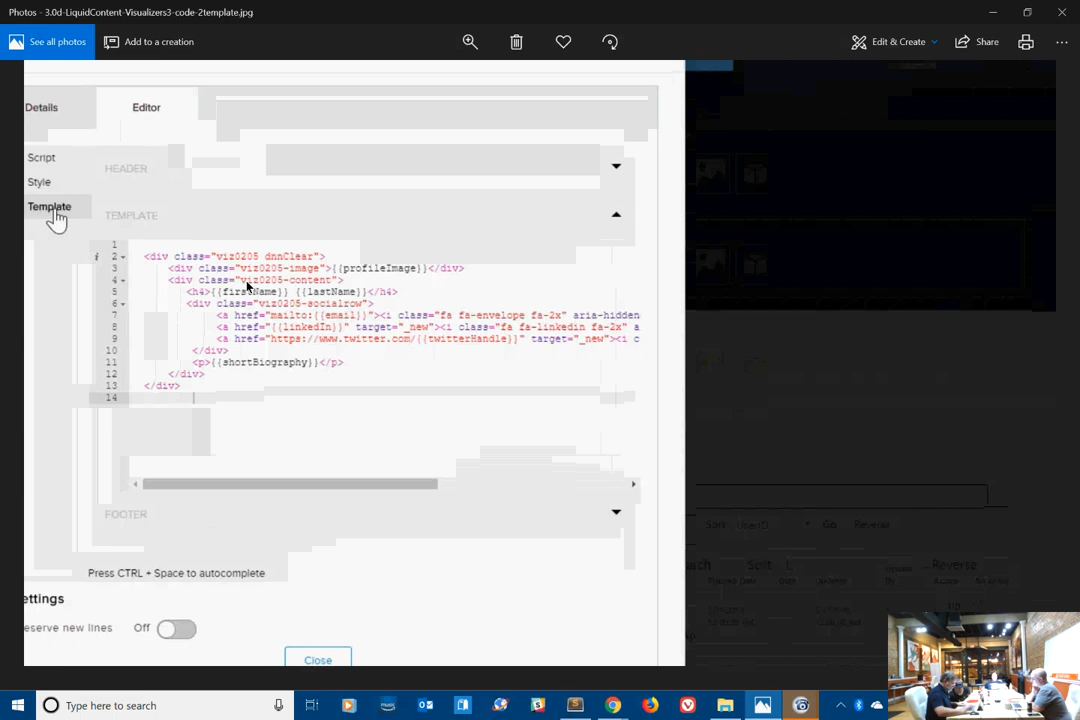 Photos - 3.0d-LiquidContent-Visualizers3-code-2template.jpg
See all photos
Add to a creation
Edit & Create
Share
Details
Editor
Script
Style
Template
HEADER
TEMPLATE
1
i 2 <div class="viz0205 dnnClear">
3 <div class="viz0205-image">{{profileImage}}</div>
4 <div class="viz0205-content">
5 <h4>{{firstName}} {{lastName}}</h4>
6 <div class="viz0205-socialrow">
7 <a href="mailto:{{email}}"><i class="fa fa-envelope fa-2x" aria-hidden
8 <a href="{{linkedIn}}" target="_new"><i class="fa fa-linkedin fa-2x" a
9 <a href="https://www.twitter.com/{{twitterHandle}}" target="_new"><i c
10 </div>
11 <p>{{shortBiography}}</p>
12 </div>
13 </div>
14
FOOTER
Press CTRL + Space to autocomplete
ettings
eserve new lines
Off
Close
Sort
UserID
Go
Reverse
Reverse
Type here to search